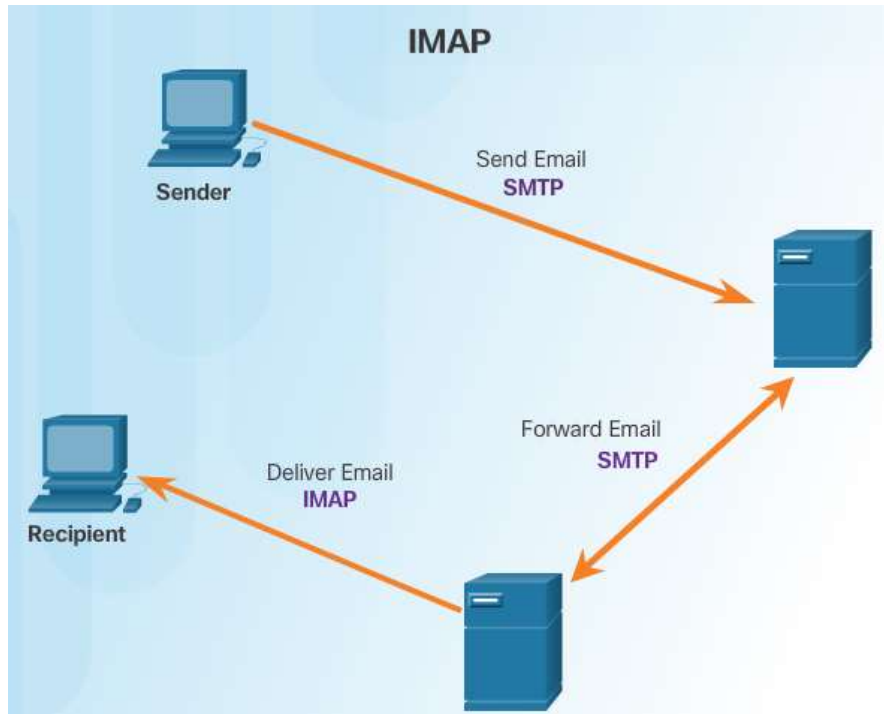 IMAP
Send Email
SMTP
Sender
Forward Email
SMTP
Deliver Email
IMAP
Recipient